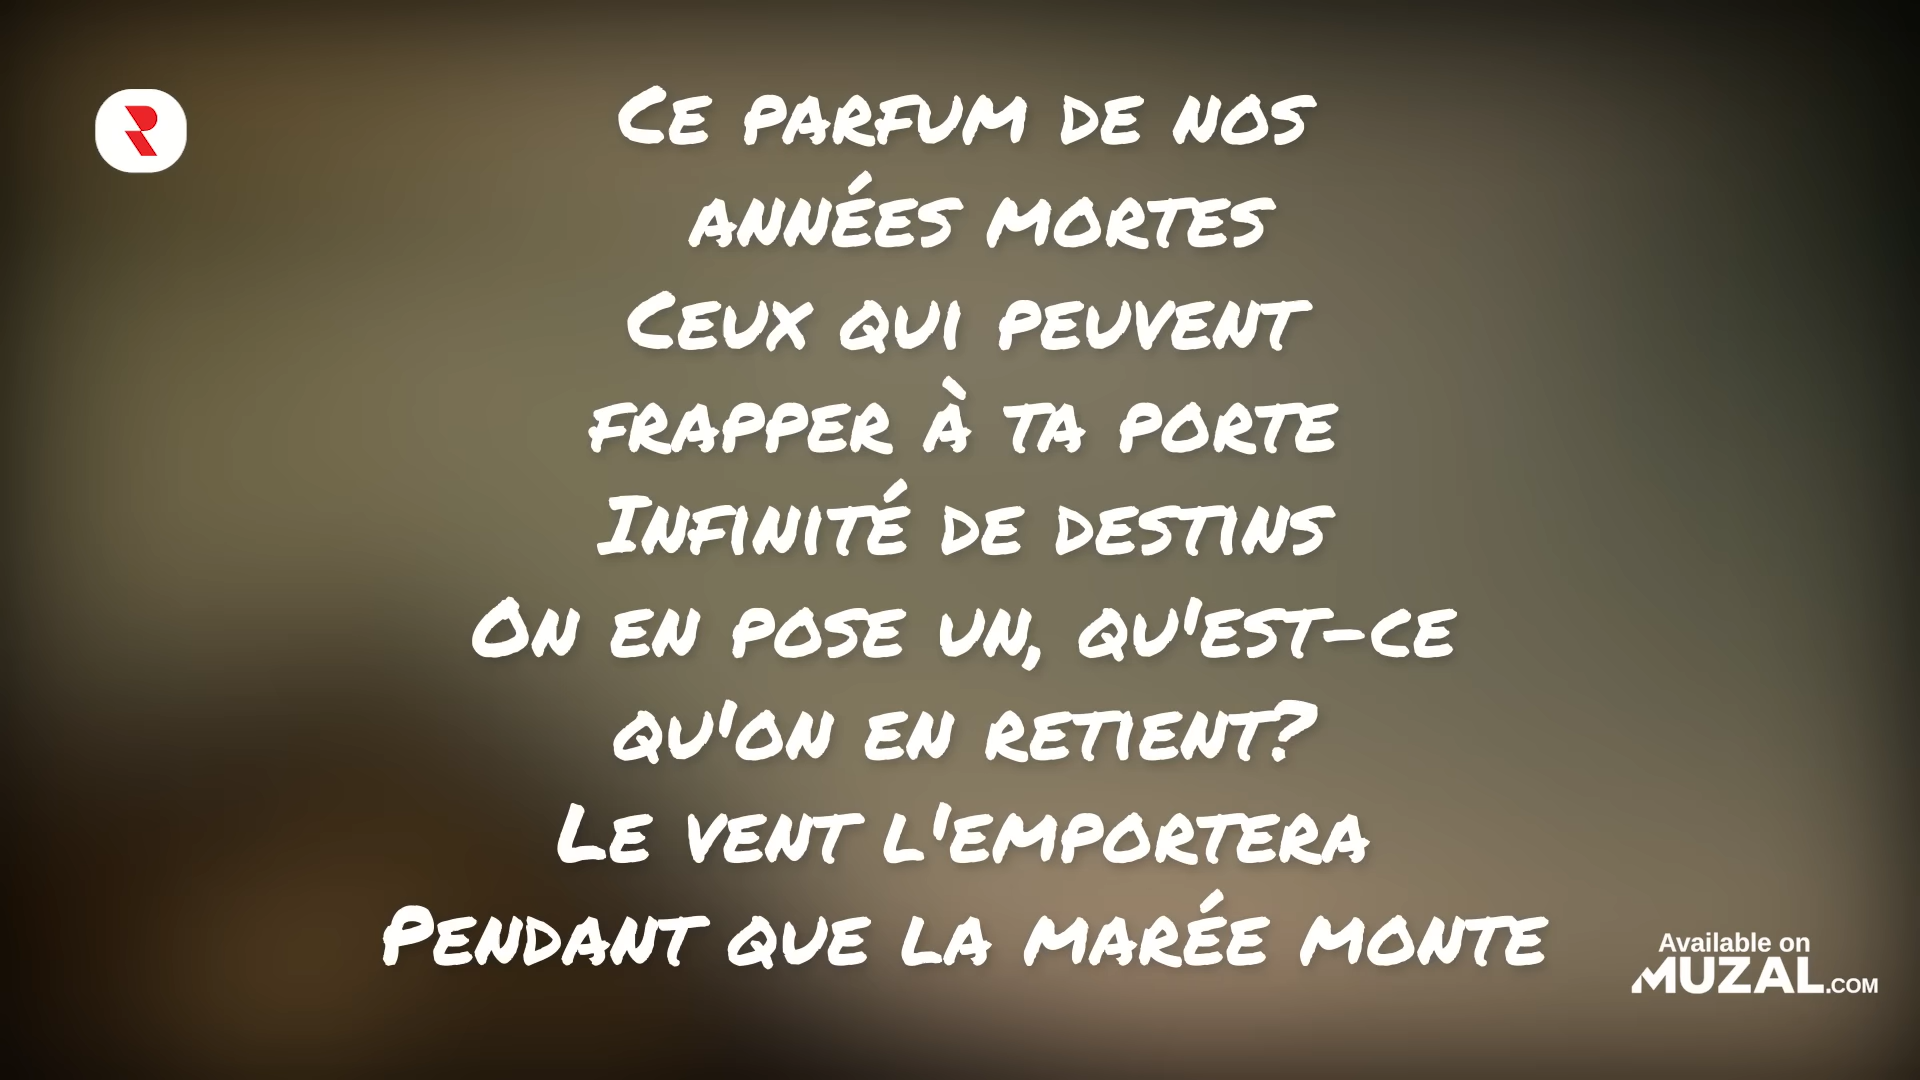 Ce parfum de nos
années mortes
Ceux qui peuvent
frapper à ta porte
Infinité de destins
On en pose un, qu'est-ce
qu'on en retient?
Le vent l'emportera
Pendant que la marée monte
Available on
MUZAL.COM